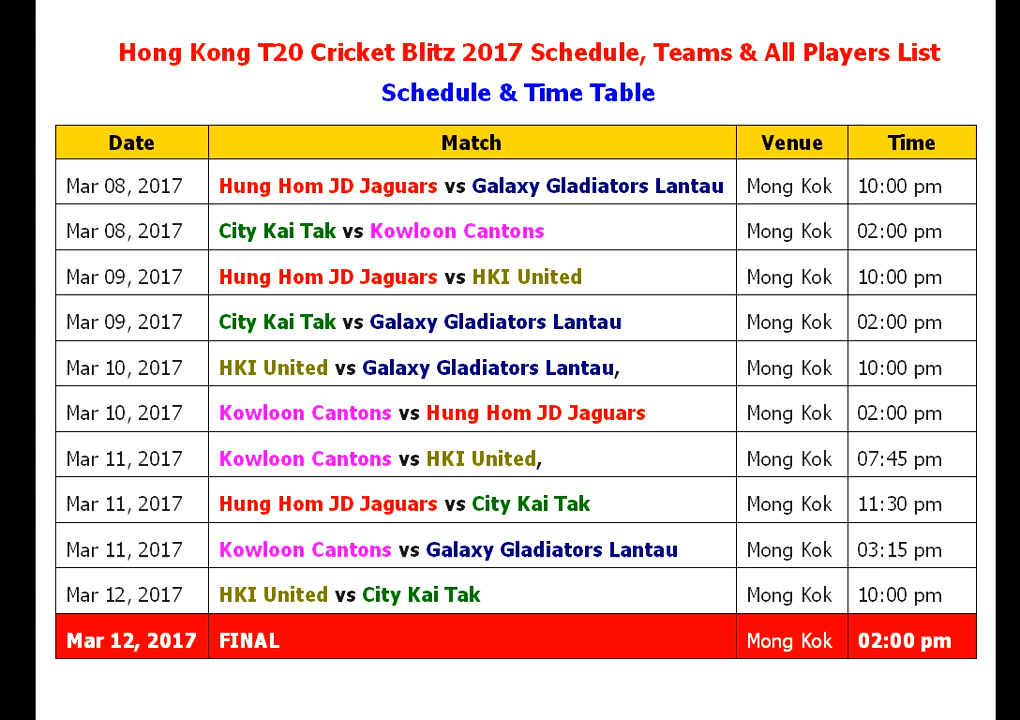 Hong Kong T20 Cricket Blitz 2017 Schedule, Teams & All Players List
Schedule & Time Table
Date Match Venue Time
Mar 08, 2017 Hung Hom JD Jaguars vs Galaxy Gladiators Lantau Mong Kok 10:00 pm
Mar 08, 2017 City Kai Tak vs Kowloon Cantons Mong Kok 02:00 pm
Mar 09, 2017 Hung Hom JD Jaguars vs HKI United Mong Kok 10:00 pm
Mar 09, 2017 City Kai Tak vs Galaxy Gladiators Lantau Mong Kok 02:00 pm
Mar 10, 2017 HKI United vs Galaxy Gladiators Lantau, Mong Kok 10:00 pm
Mar 10, 2017 Kowloon Cantons vs Hung Hom JD Jaguars Mong Kok 02:00 pm
Mar 11, 2017 Kowloon Cantons vs HKI United, Mong Kok 07:45 pm
Mar 11, 2017 Hung Hom JD Jaguars vs City Kai Tak Mong Kok 11:30 pm
Mar 11, 2017 Kowloon Cantons vs Galaxy Gladiators Lantau Mong Kok 03:15 pm
Mar 12, 2017 HKI United vs City Kai Tak Mong Kok 10:00 pm
Mar 12, 2017 FINAL Mong Kok 02:00 pm